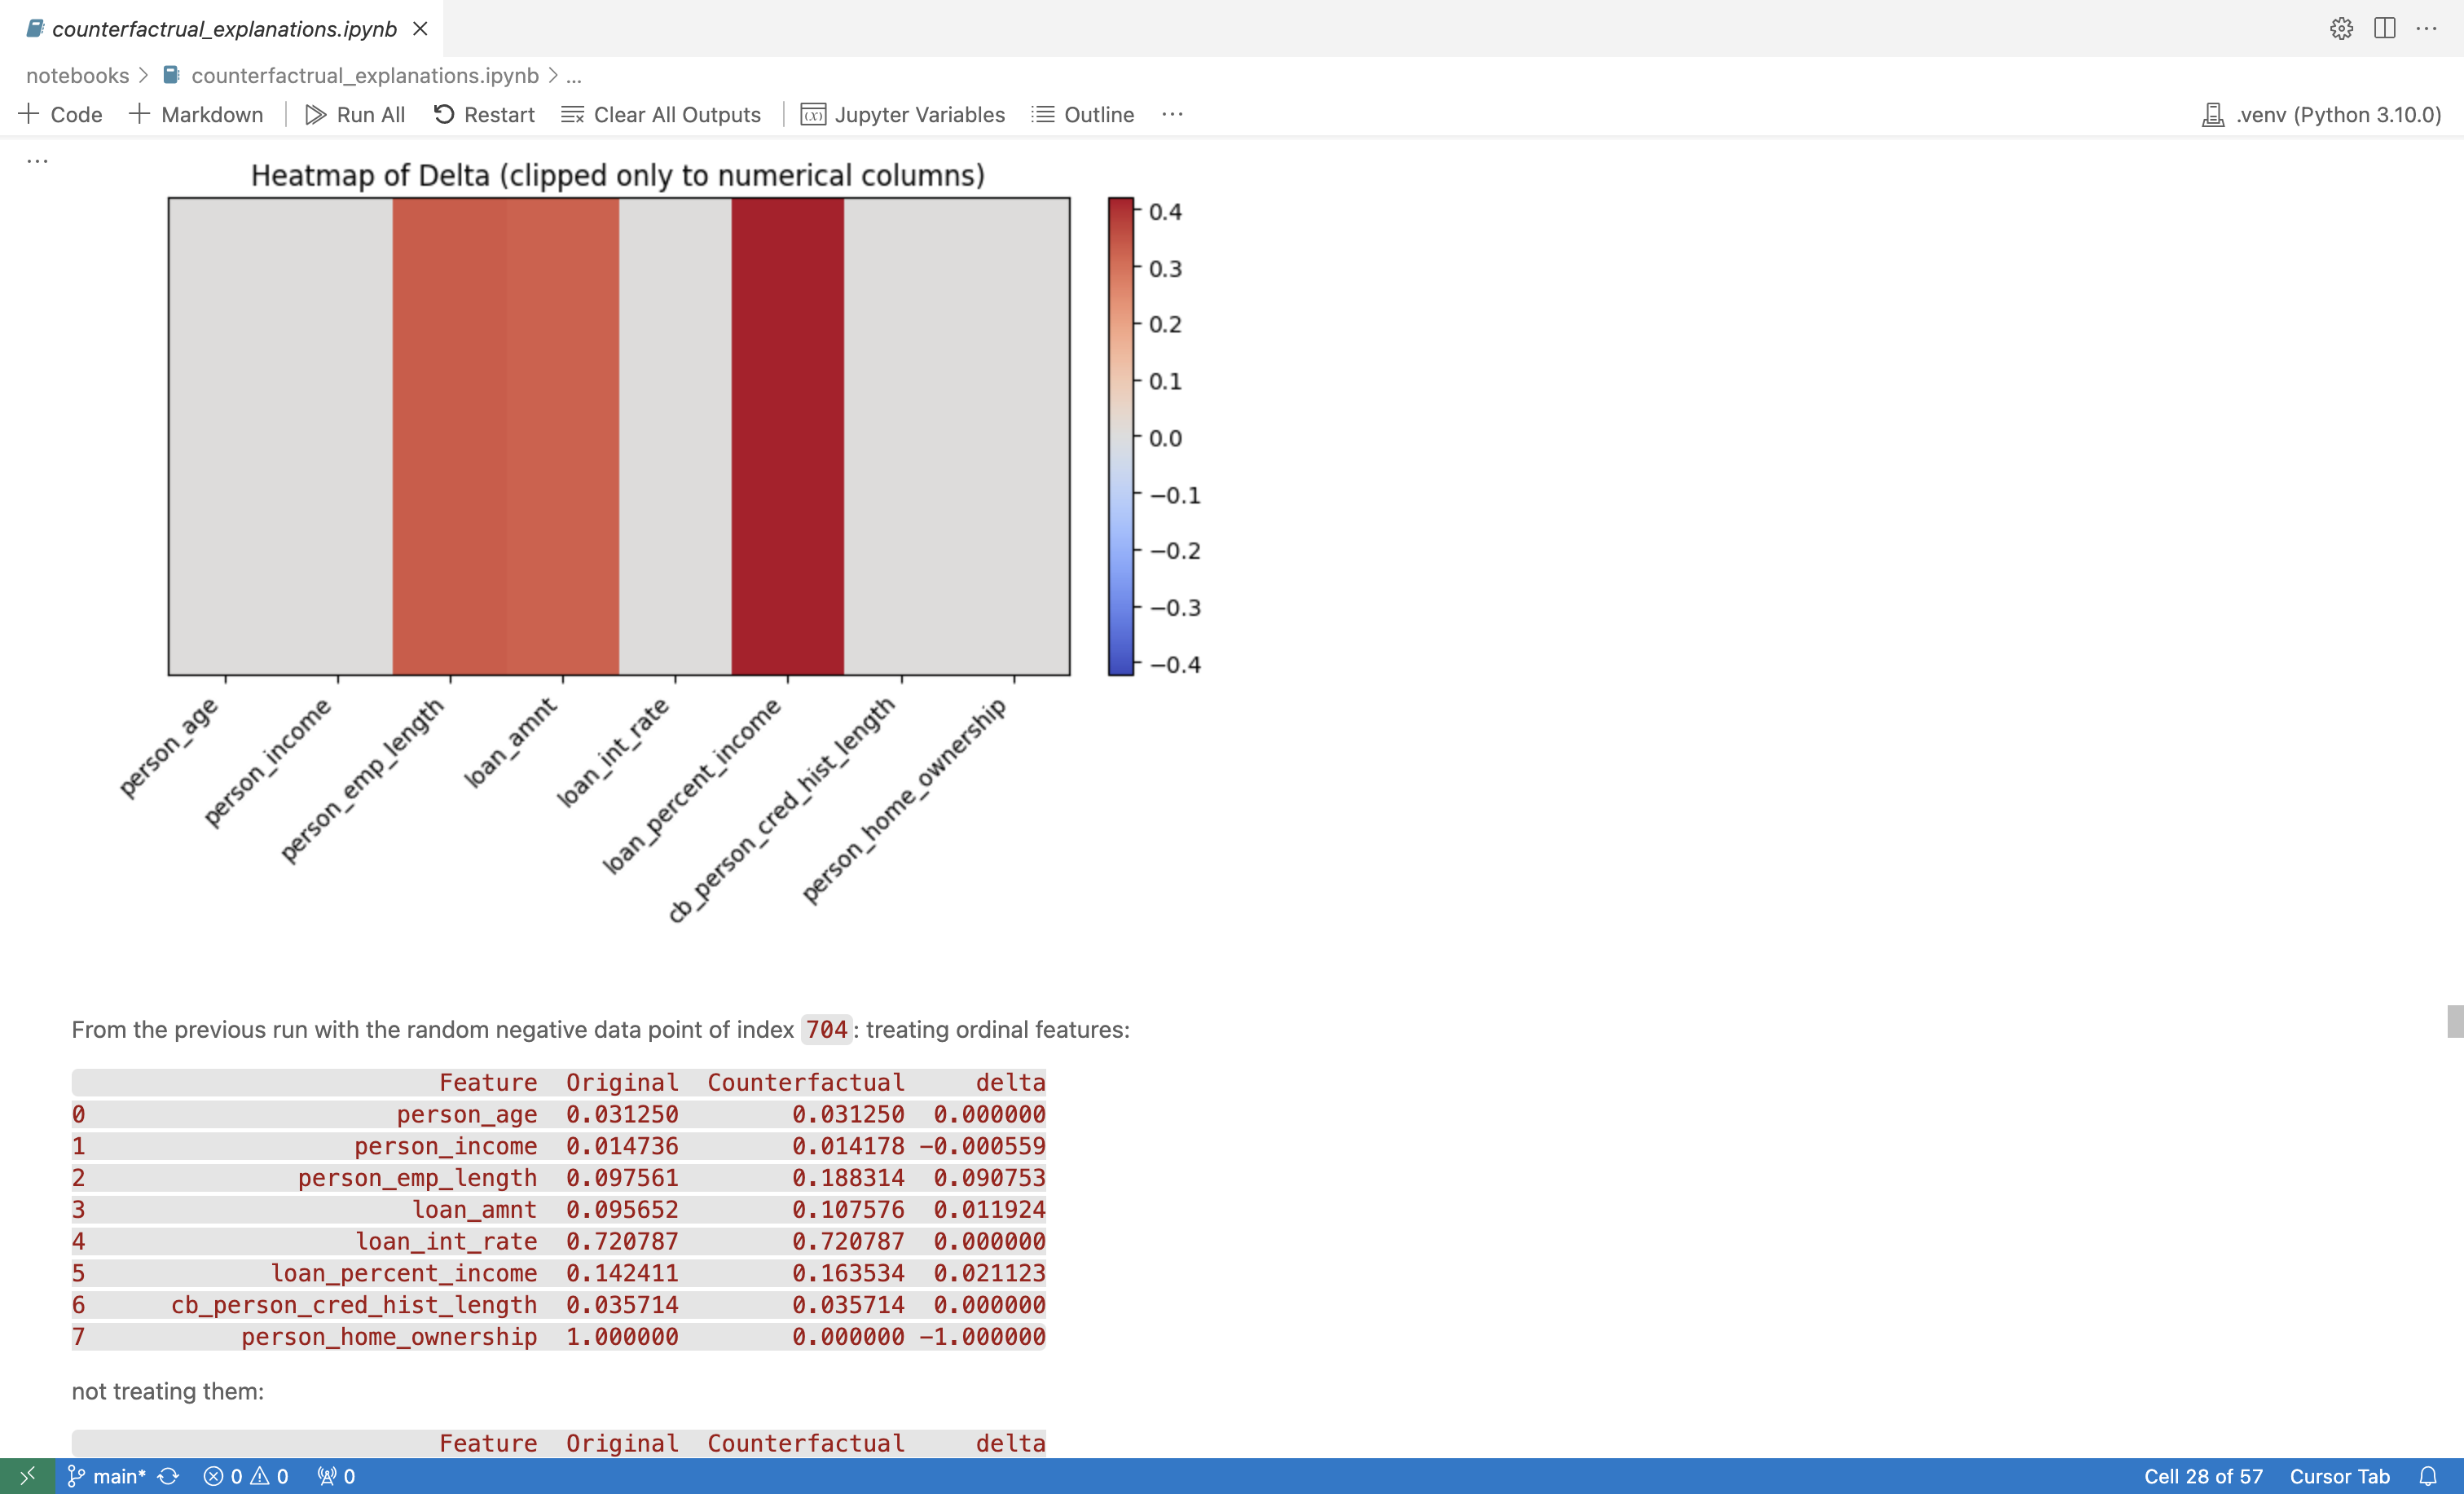 counterfactrual_explanations.ipynb
notebooks > counterfactrual_explanations.ipynb > ...
+ Code + Markdown Run All Restart Clear All Outputs Jupyter Variables Outline ... .venv (Python 3.10.0)
...
Heatmap of Delta (clipped only to numerical columns)
0.4
0.3
0.2
0.1
0.0
−0.1
−0.2
−0.3
−0.4
person_age
person_income
person_emp_length
loan_amnt
loan_int_rate
loan_percent_income
cb_person_cred_hist_length
person_home_ownership
From the previous run with the random negative data point of index 704: treating ordinal features:
Feature Original Counterfactual delta
0 person_age 0.031250 0.031250 0.000000
1 person_income 0.014736 0.014178 -0.000559
2 person_emp_length 0.097561 0.188314 0.090753
3 loan_amnt 0.095652 0.107576 0.011924
4 loan_int_rate 0.720787 0.720787 0.000000
5 loan_percent_income 0.142411 0.163534 0.021123
6 cb_person_cred_hist_length 0.035714 0.035714 0.000000
7 person_home_ownership 1.000000 0.000000 -1.000000
not treating them:
Feature Original Counterfactual delta
main* 0 0 0 Cell 28 of 57 Cursor Tab